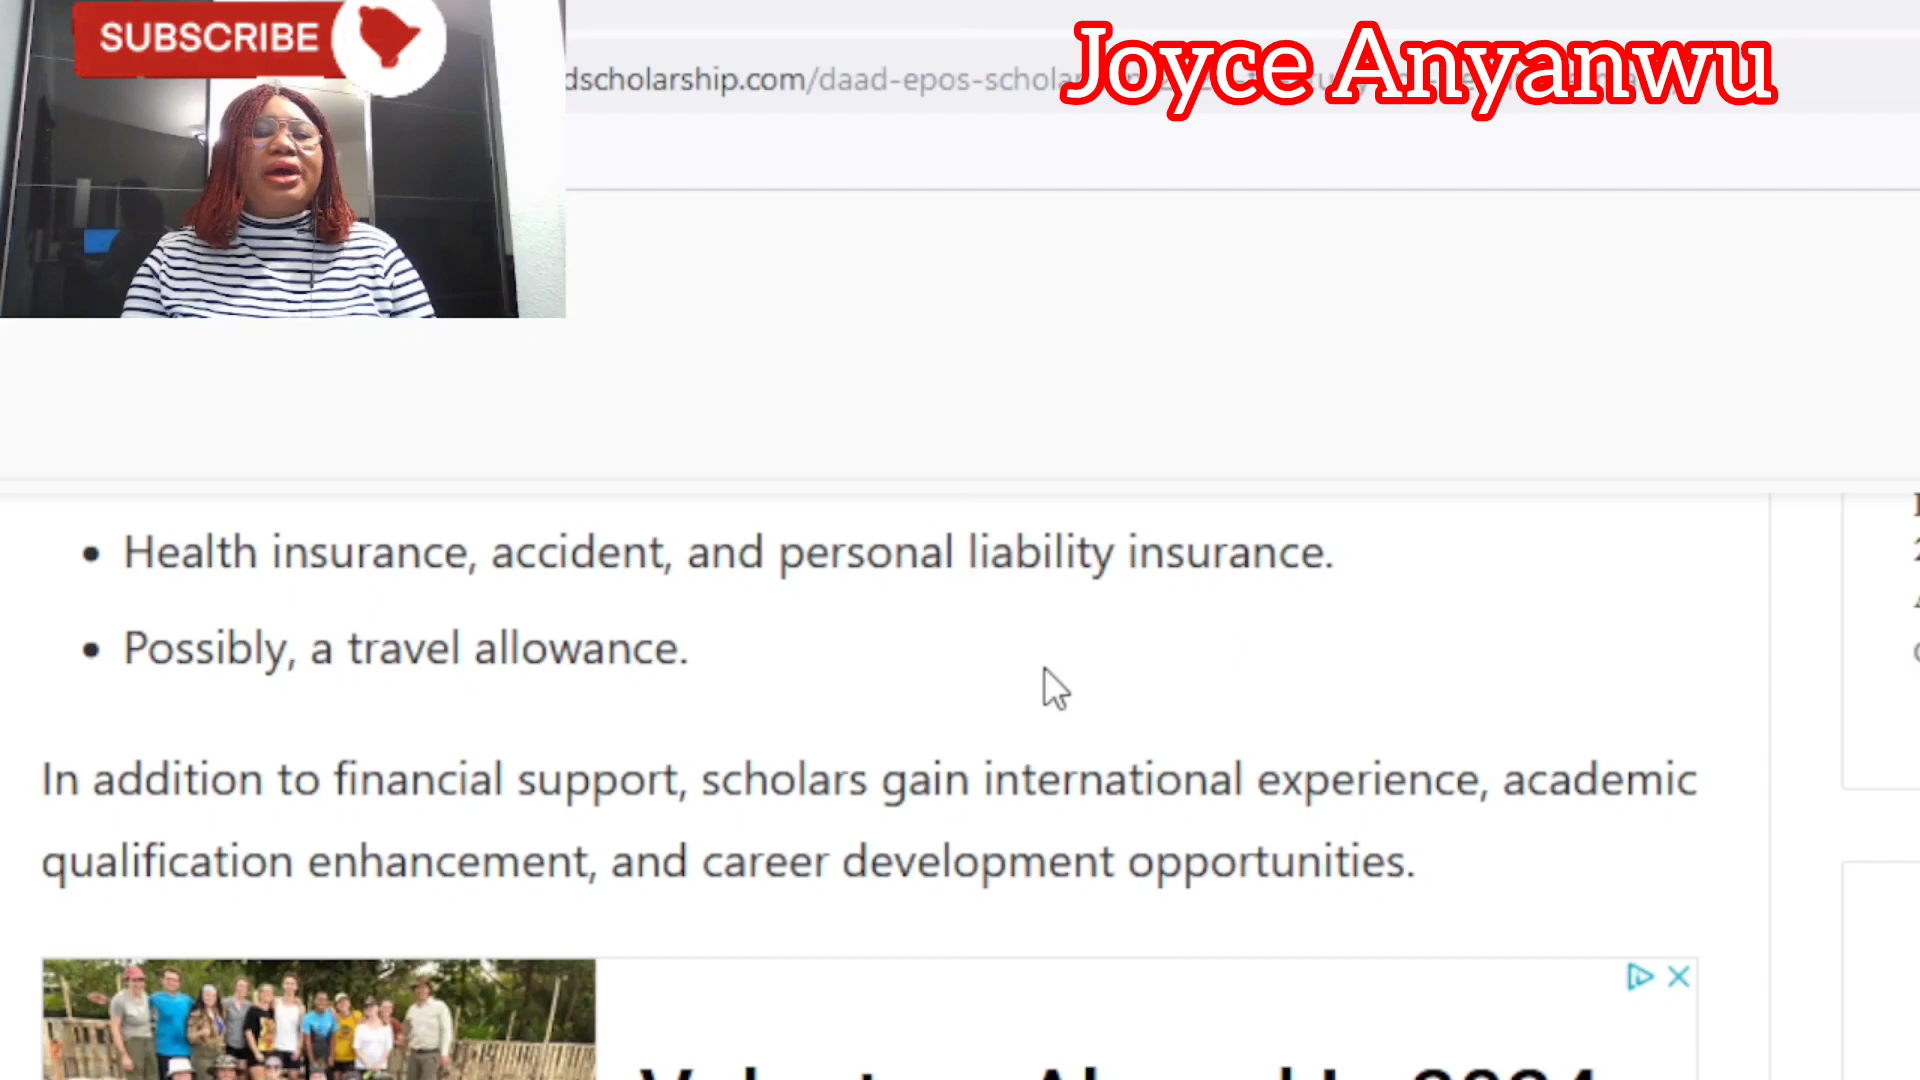 SUBSCRIBE
Joyce Anyanwu
dscholarship.com/daad-epos-schola
Health insurance, accident, and personal liability insurance.
Possibly, a travel allowance.
In addition to financial support, scholars gain international experience, academic
qualification enhancement, and career development opportunities.